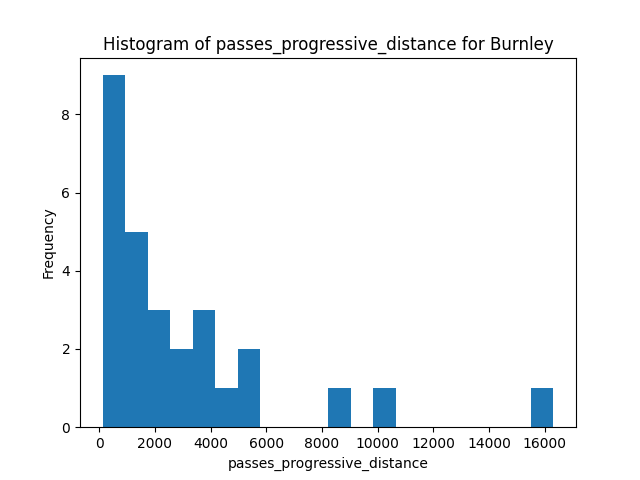 Histogram of passes_progressive_distance for Burnley
Frequency
8
6
4
2
0
0 2000 4000 6000 8000 10000 12000 14000 16000
passes_progressive_distance